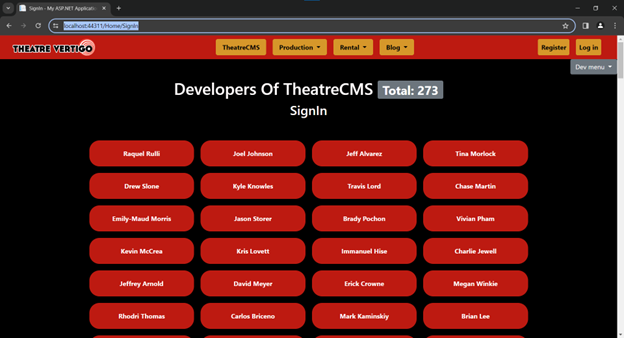 SignIn - My ASP.NET Applicatio
localhost:44311/Home/SignIn
THEATRE VERTIGO
TheatreCMS Production Rental Blog Register Log in
Dev menu
Developers Of TheatreCMS Total: 273
SignIn
Raquel Rulli Joel Johnson Jeff Alvarez Tina Morlock
Drew Slone Kyle Knowles Travis Lord Chase Martin
Emily-Maud Morris Jason Storer Brady Pochon Vivian Pham
Kevin McCrea Kris Lovett Immanuel Hise Charlie Jewell
Jeffrey Arnold David Meyer Erick Crowne Megan Winkie
Rhodri Thomas Carlos Briceno Mark Kaminskiy Brian Lee